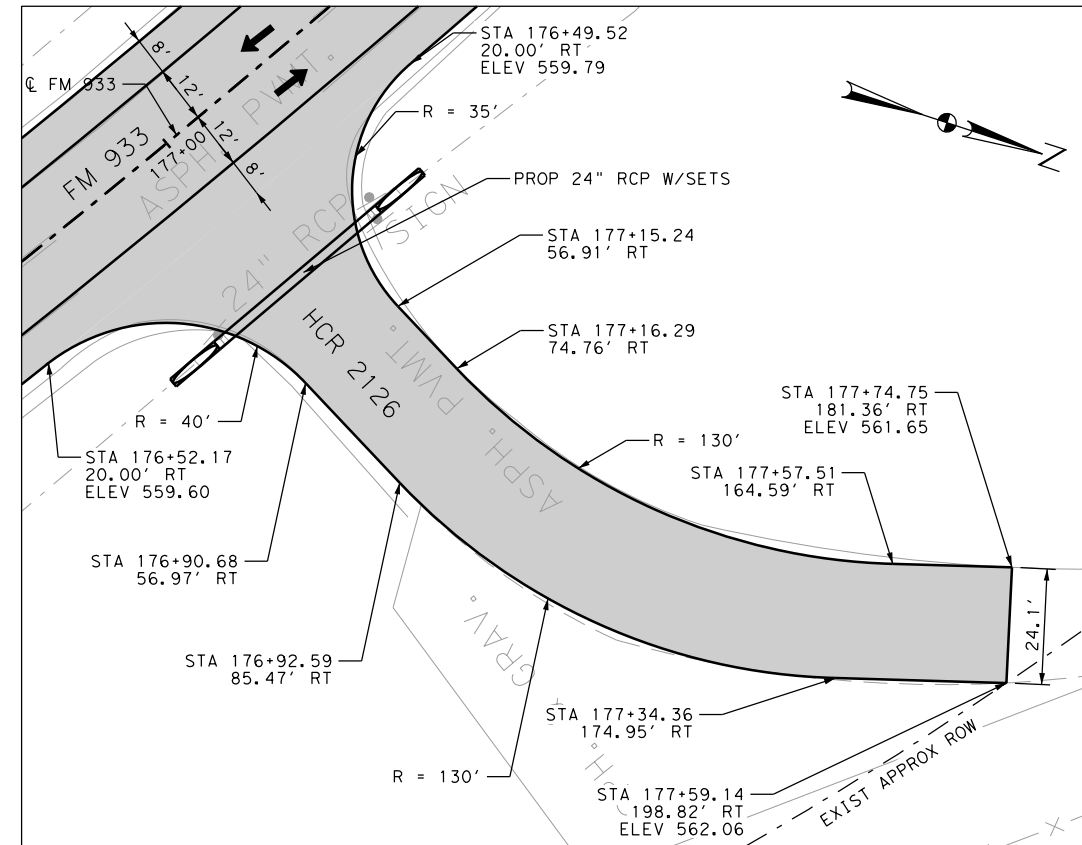 STA 176+49.52
20.00' RT
ELEV 559.79
8'
12'
12'
8'
℄ FM 933
FM 933
177+00
ASPH. PVMT.
R = 35'
N
PROP 24" RCP W/SETS
SIGN
24" RCP
STA 177+15.24
56.91' RT
HCR 2126
STA 177+16.29
74.76' RT
ASPH. PVMT.
STA 177+74.75
181.36' RT
ELEV 561.65
R = 40'
R = 130'
STA 177+57.51
164.59' RT
STA 176+52.17
20.00' RT
ELEV 559.60
STA 176+90.68
56.97' RT
24.1'
GRAV.
STA 176+92.59
85.47' RT
STA 177+34.36
174.95' RT
R = 130'
STA 177+59.14
198.82' RT
ELEV 562.06
EXIST APPROX ROW